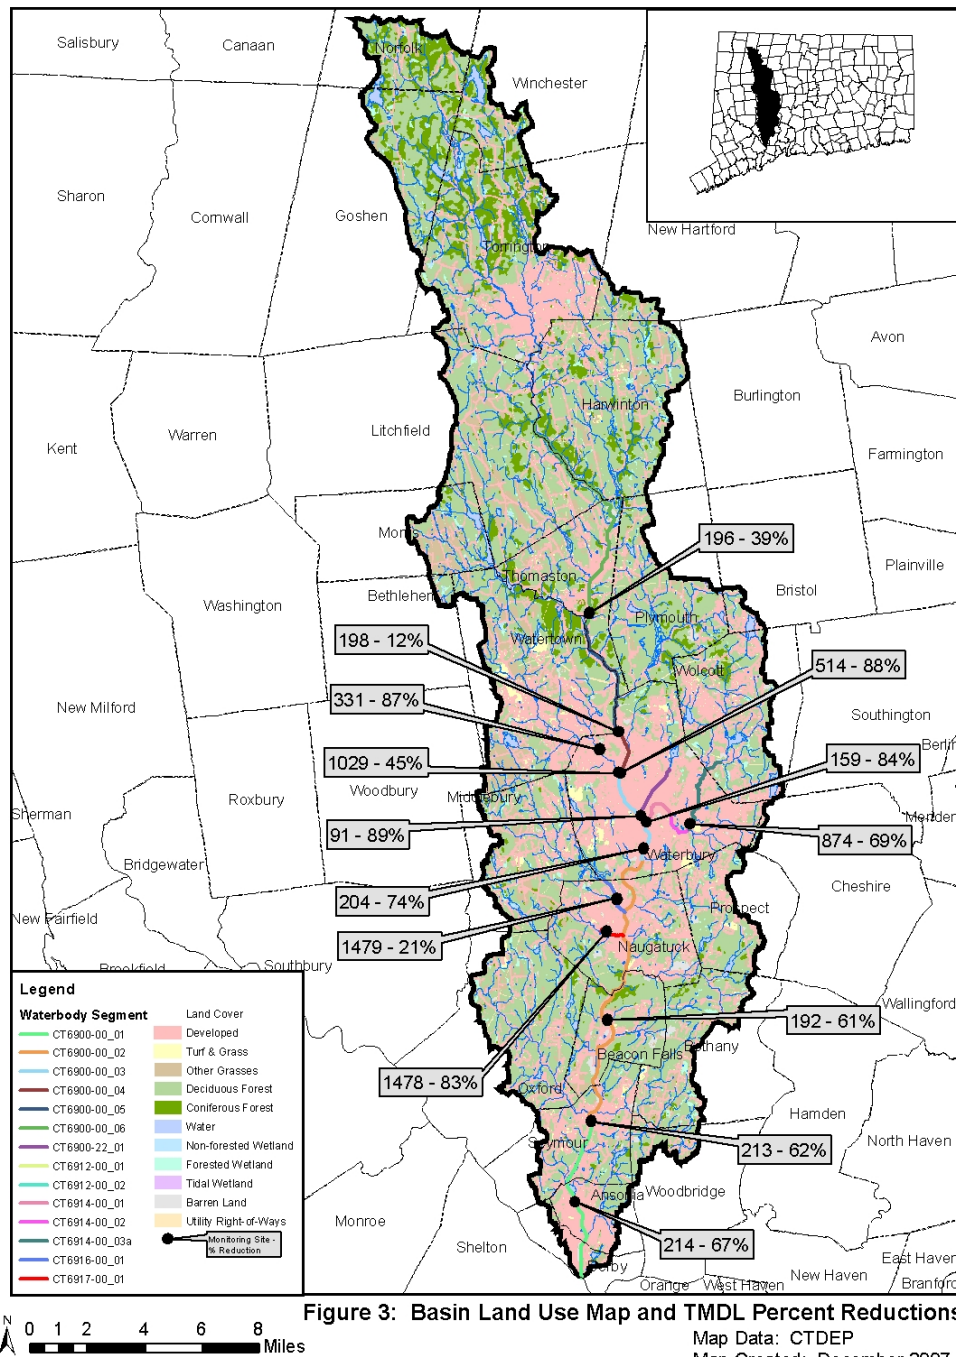 Salisbury
Canaan
Norfolk
Winchester
Sharon
Cornwall
Goshen
New Hartford
Torrington
Avon
Burlington
Harwinton
Kent
Warren
Litchfield
Farmington
196 - 39%
Morris
Plainville
Thomaston
Bethlehem
Bristol
Washington
Plymouth
198 - 12%
Watertown
514 - 88%
Wolcott
331 - 87%
New Milford
Southington
1029 - 45%
159 - 84%
Berlin
Woodbury
Middlebury
Roxbury
Sherman
Meriden
91 - 89%
874 - 69%
Waterbury
Bridgewater
Cheshire
204 - 74%
Prospect
New Fairfield
1479 - 21%
Naugatuck
Brookfield
Southbury
Wallingford
192 - 61%
Bethany
Beacon Falls
1478 - 83%
Oxford
Hamden
Seymour
North Haven
213 - 62%
Ansonia
Woodbridge
Monroe
Shelton
214 - 67%
East Haven
Derby
New Haven
Orange
West Haven
Branford
Legend
Waterbody Segment
CT6900-00_01
CT6900-00_02
CT6900-00_03
CT6900-00_04
CT6900-00_05
CT6900-00_06
CT6900-22_01
CT6912-00_01
CT6912-00_02
CT6914-00_01
CT6914-00_02
CT6914-00_03a
CT6916-00_01
CT6917-00_01
Land Cover
Developed
Turf & Grass
Other Grasses
Deciduous Forest
Coniferous Forest
Water
Non-forested Wetland
Forested Wetland
Tidal Wetland
Barren Land
Utility Right-of-Ways
Monitoring Site -
% Reduction
Figure 3: Basin Land Use Map and TMDL Percent Reductions
N
0 1 2 4 6 8
Miles
Map Data: CTDEP
Map Created: December 2007